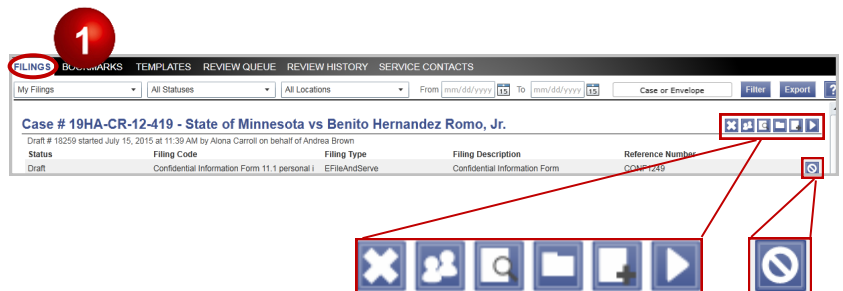 1
FILINGS BOOKMARKS TEMPLATES REVIEW QUEUE REVIEW HISTORY SERVICE CONTACTS
My Filings All Statuses All Locations From mm/dd/yyyy 15 To mm/dd/yyyy 15 Case or Envelope Filter Export ?
Case # 19HA-CR-12-419 - State of Minnesota vs Benito Hernandez Romo, Jr.
Draft # 18259 started July 15, 2015 at 11:39 AM by Alona Carroll on behalf of Andrea Brown
Status Filing Code Filing Type Filing Description Reference Number
Draft Confidential Information Form 11.1 personal i EFileAndServe Confidential Information Form CONF1249